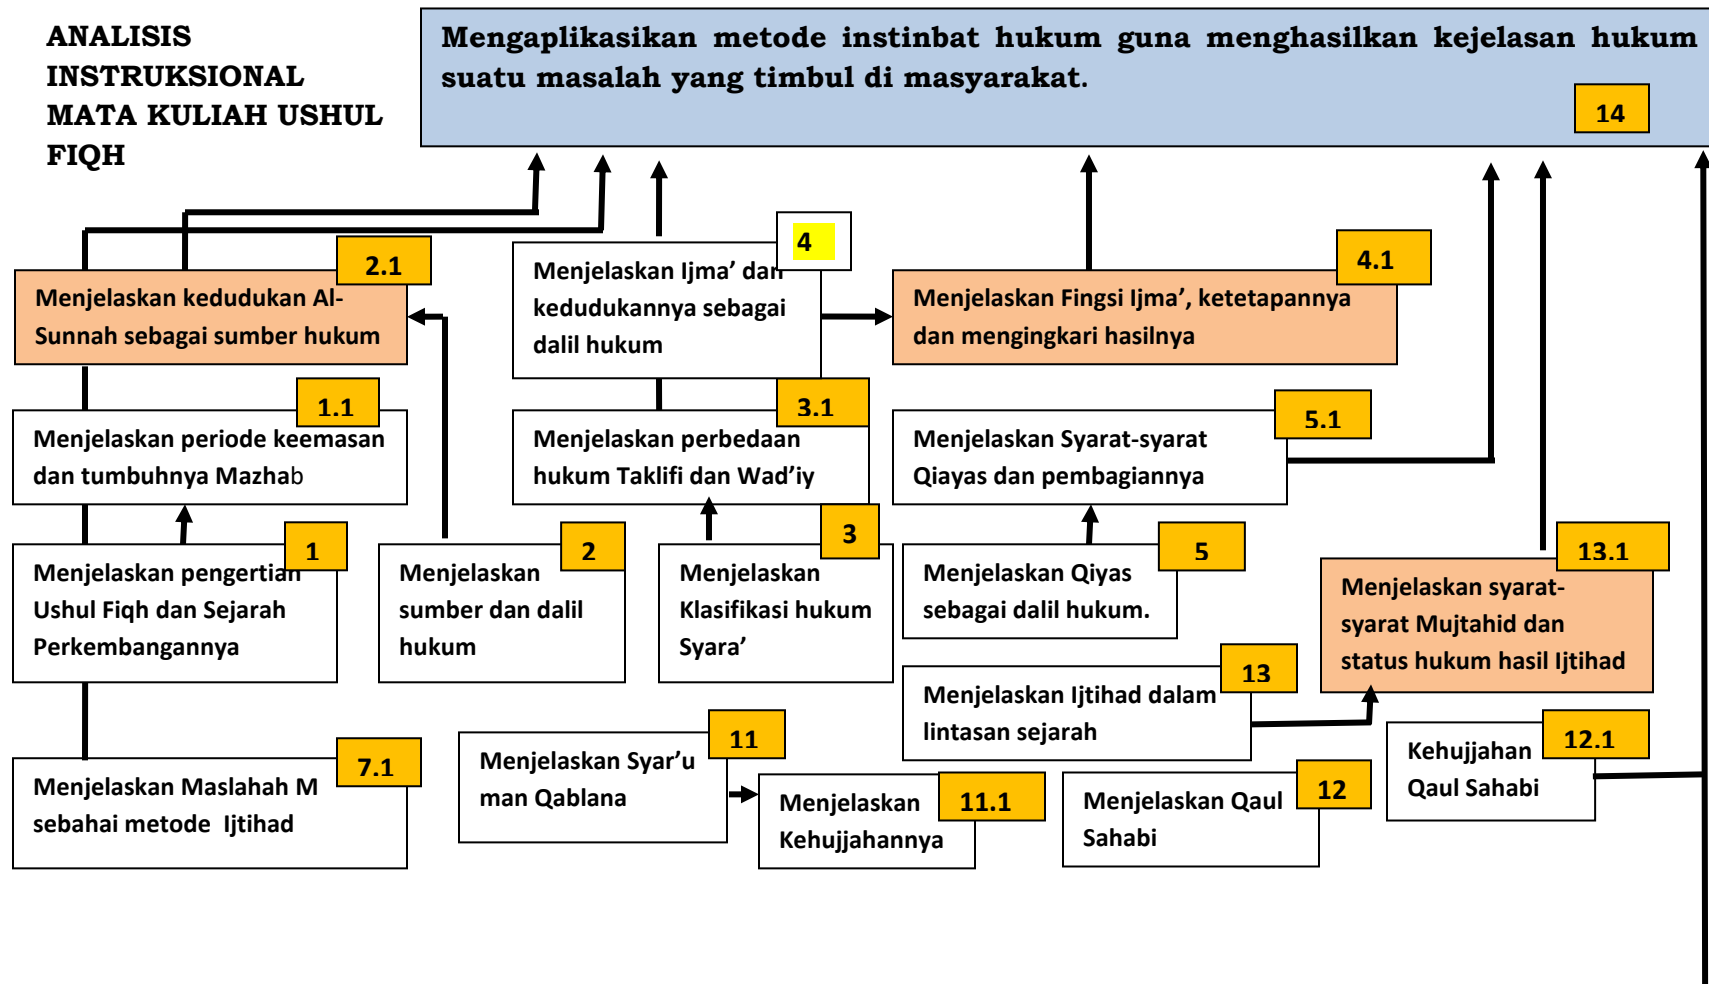 ANALISIS
INSTRUKSIONAL
MATA KULIAH USHUL
FIQH
Mengaplikasikan metode instinbat hukum guna menghasilkan kejelasan hukum
suatu masalah yang timbul di masyarakat.
14
2.1
Menjelaskan kedudukan Al-
Sunnah sebagai sumber hukum
4
Menjelaskan Ijma’ dan
kedudukannya sebagai
dalil hukum
4.1
Menjelaskan Fingsi Ijma’, ketetapannya
dan mengingkari hasilnya
1.1
Menjelaskan periode keemasan
dan tumbuhnya Mazhab
3.1
Menjelaskan perbedaan
hukum Taklifi dan Wad’iy
5.1
Menjelaskan Syarat-syarat
Qiayas dan pembagiannya
1
Menjelaskan pengertian
Ushul Fiqh dan Sejarah
Perkembangannya
2
Menjelaskan
sumber dan dalil
hukum
3
Menjelaskan
Klasifikasi hukum
Syara’
5
Menjelaskan Qiyas
sebagai dalil hukum.
13.1
Menjelaskan syarat-
syarat Mujtahid dan
status hukum hasil Ijtihad
13
Menjelaskan Ijtihad dalam
lintasan sejarah
7.1
Menjelaskan Maslahah M
sebahai metode Ijtihad
11
Menjelaskan Syar’u
man Qablana
11.1
Menjelaskan
Kehujjahannya
12
Menjelaskan Qaul
Sahabi
12.1
Kehujjahan
Qaul Sahabi